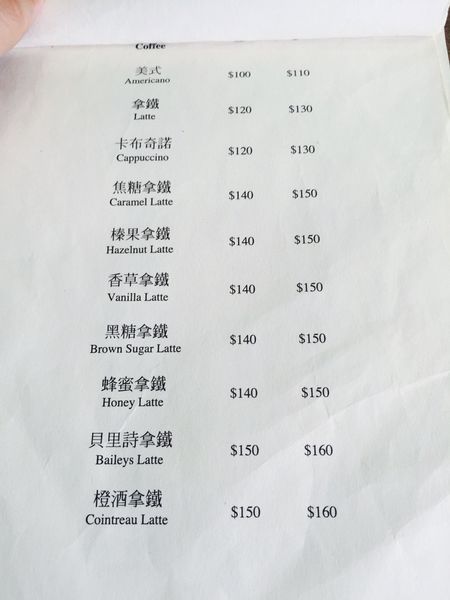 Coffee
美式 $100 $110
Americano
拿鐵 $120 $130
Latte
卡布奇諾 $120 $130
Cappuccino
焦糖拿鐵 $140 $150
Caramel Latte
榛果拿鐵 $140 $150
Hazelnut Latte
香草拿鐵 $140 $150
Vanilla Latte
黑糖拿鐵 $140 $150
Brown Sugar Latte
蜂蜜拿鐵 $140 $150
Honey Latte
貝里詩拿鐵 $150 $160
Baileys Latte
橙酒拿鐵 $150 $160
Cointreau Latte